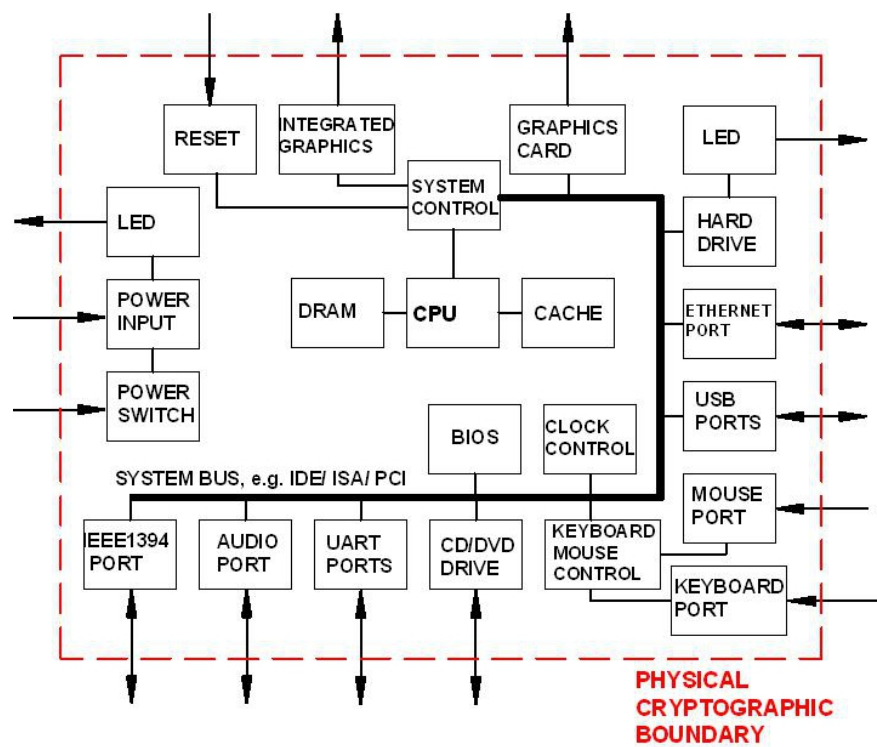 RESET
INTEGRATED
GRAPHICS
GRAPHICS
CARD
LED
SYSTEM
CONTROL
LED
HARD
DRIVE
POWER
INPUT
DRAM
CPU
CACHE
ETHERNET
PORT
POWER
SWITCH
USB
PORTS
BIOS
CLOCK
CONTROL
SYSTEM BUS, e.g. IDE/ ISA/ PCI
MOUSE
PORT
IEEE1394
PORT
AUDIO
PORT
UART
PORTS
CD/DVD
DRIVE
KEYBOARD
MOUSE
CONTROL
KEYBOARD
PORT
PHYSICAL
CRYPTOGRAPHIC
BOUNDARY